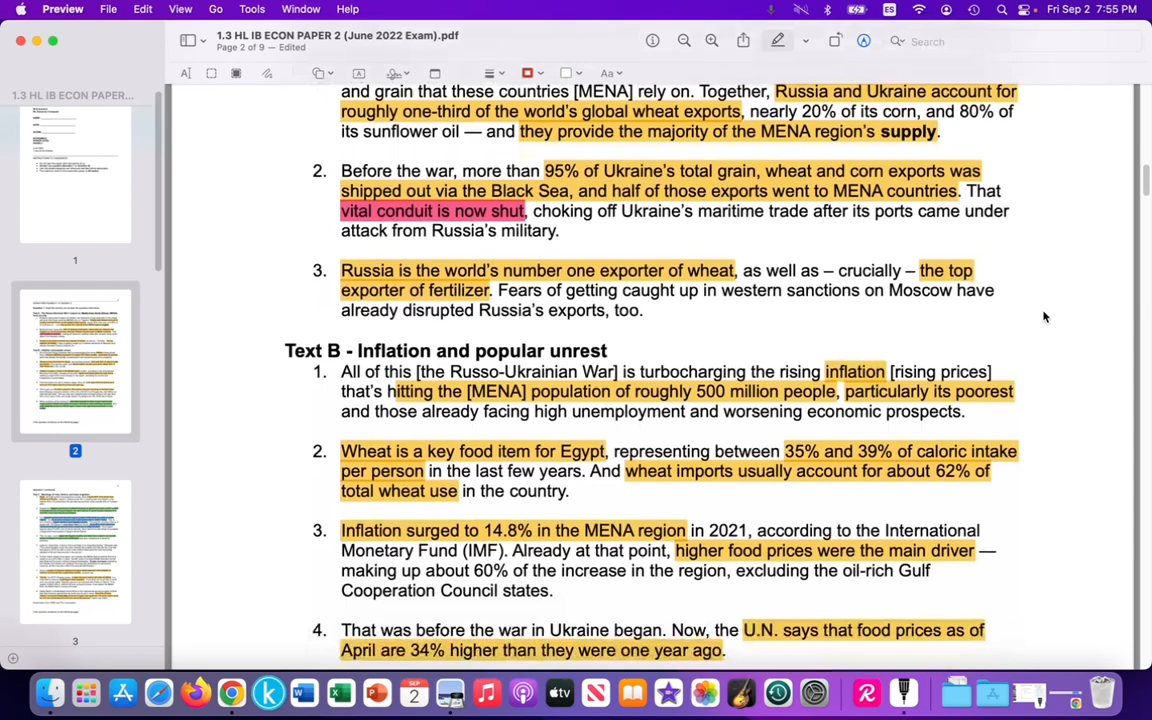 Preview File Edit View Go Tools Window Help ES Fri Sep 2 7:55 PM
1.3 HL IB ECON PAPER 2 (June 2022 Exam).pdf
Page 2 of 9 — Edited
Search
Aa
1.3 HL IB ECON PAPER...
1
2
3
and grain that these countries [MENA] rely on. Together, Russia and Ukraine account for
roughly one-third of the world's global wheat exports, nearly 20% of its corn, and 80% of
its sunflower oil — and they provide the majority of the MENA region's supply.
2. Before the war, more than 95% of Ukraine's total grain, wheat and corn exports was
shipped out via the Black Sea, and half of those exports went to MENA countries. That
vital conduit is now shut, choking off Ukraine's maritime trade after its ports came under
attack from Russia's military.
3. Russia is the world's number one exporter of wheat, as well as – crucially – the top
exporter of fertilizer. Fears of getting caught up in western sanctions on Moscow have
already disrupted Russia's exports, too.
Text B - Inflation and popular unrest
1. All of this [the Russo-Ukrainian War] is turbocharging the rising inflation [rising prices]
that's hitting the [MENA] population of roughly 500 million people, particularly its poorest
and those already facing high unemployment and worsening economic prospects.
2. Wheat is a key food item for Egypt, representing between 35% and 39% of caloric intake
per person in the last few years. And wheat imports usually account for about 62% of
total wheat use in the country.
3. Inflation surged to 14.8% in the MENA region in 2021, according to the International
Monetary Fund (IMF). Already at that point, higher food prices were the main driver —
making up about 60% of the increase in the region, excluding the oil-rich Gulf
Cooperation Council states.
4. That was before the war in Ukraine began. Now, the U.N. says that food prices as of
April are 34% higher than they were one year ago.
SEP
2
tv